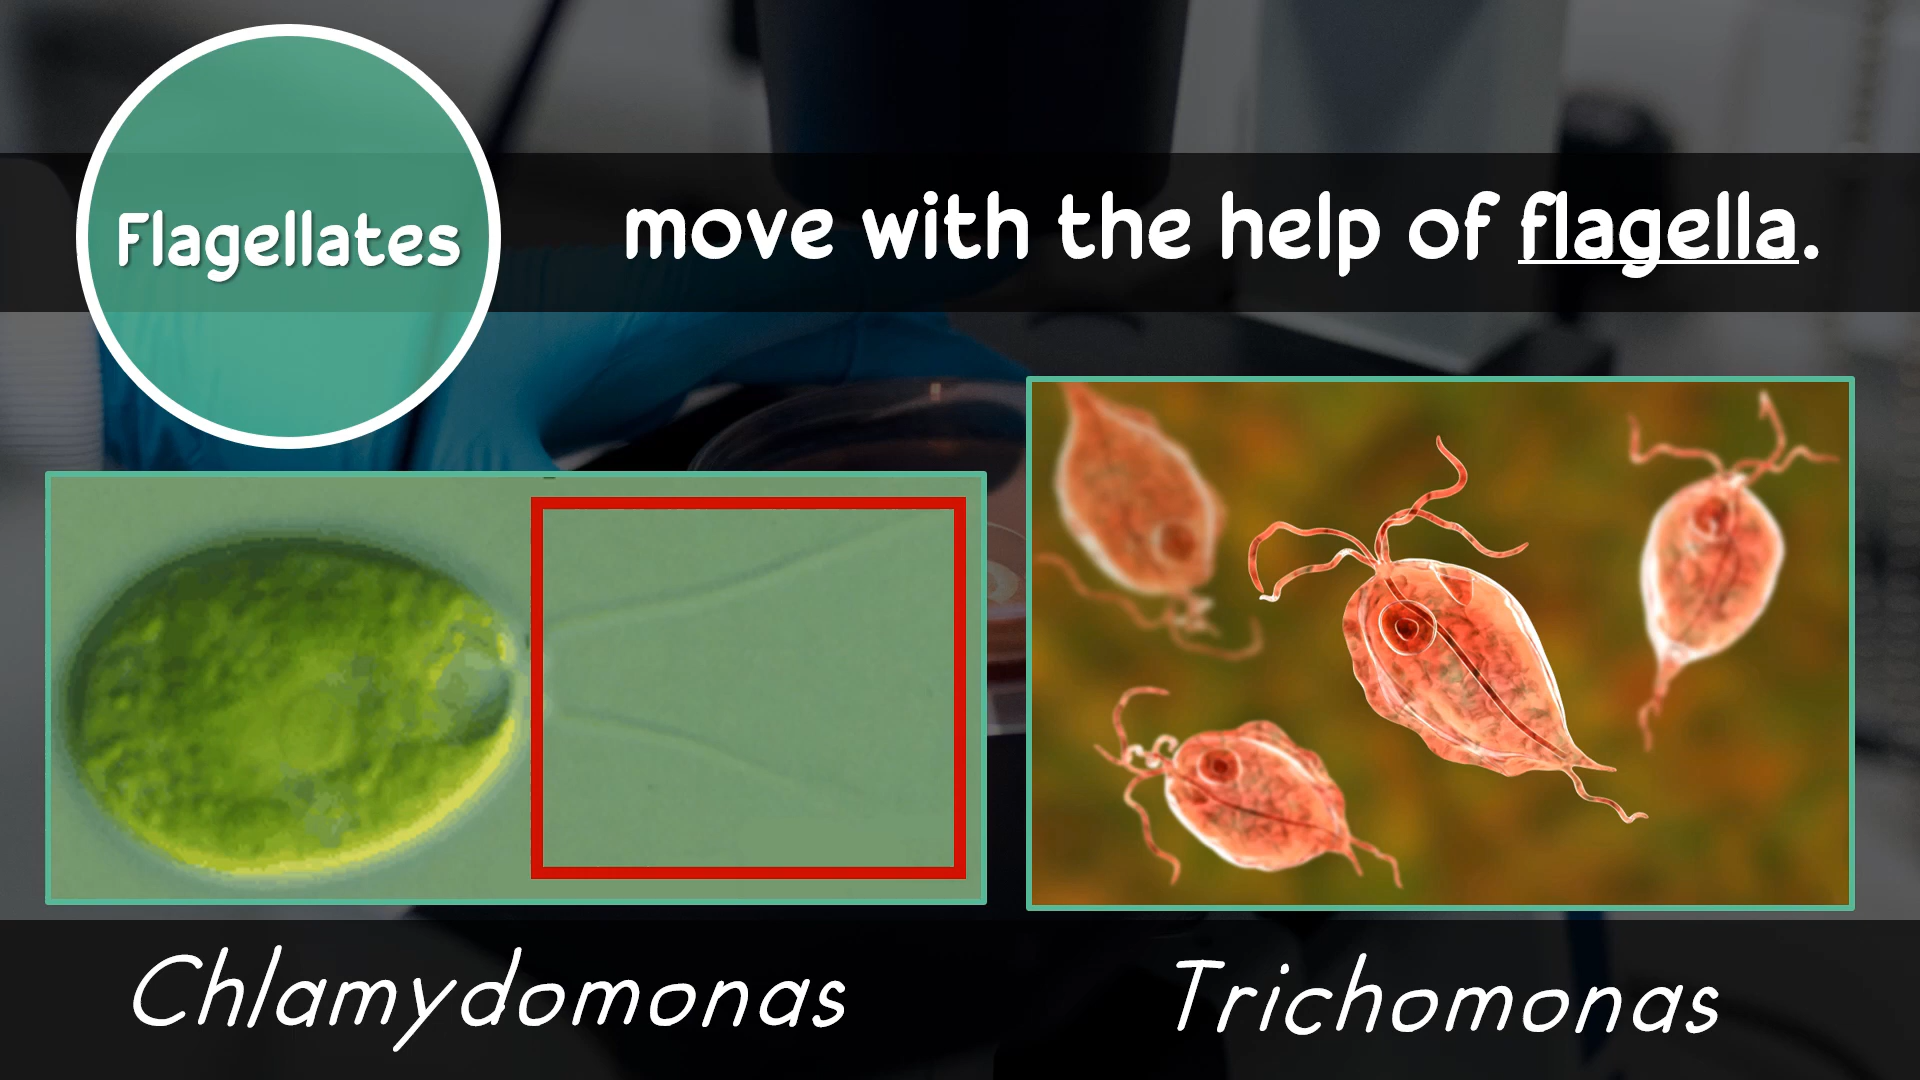 Flagellates
move with the help of flagella.
Chlamydomonas
Trichomonas